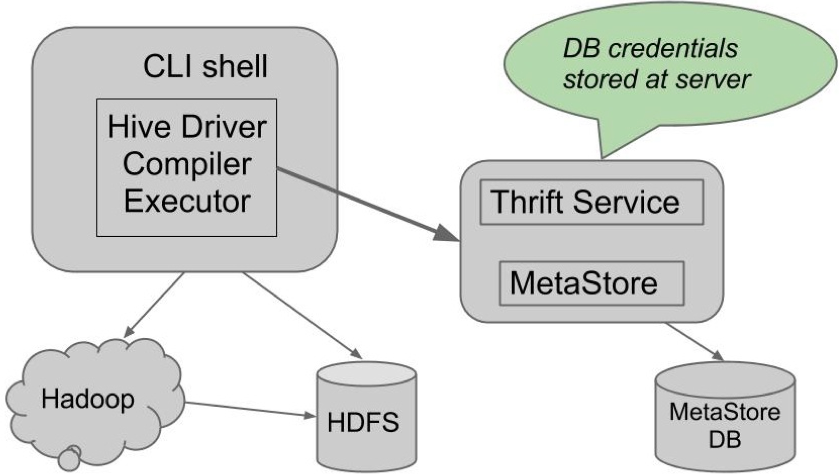 CLI shell
Hive Driver
Compiler
Executor
DB credentials
stored at server
Thrift Service
MetaStore
Hadoop
HDFS
MetaStore
DB